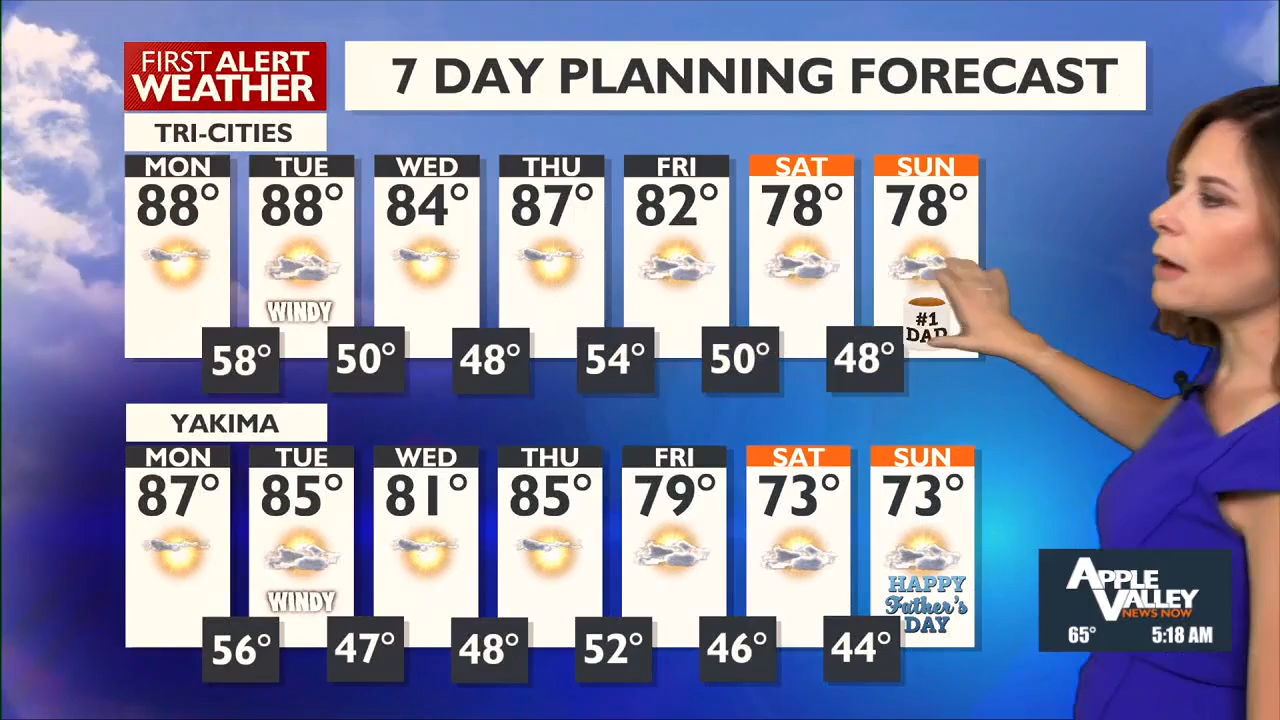 FIRST ALERT
WEATHER
7 DAY PLANNING FORECAST
TRI-CITIES
MON TUE WED THU FRI SAT SUN
88° 88° 84° 87° 82° 78° 78°
WINDY
#1
DAD
58° 50° 48° 54° 50° 48°
YAKIMA
MON TUE WED THU FRI SAT SUN
87° 85° 81° 85° 79° 73° 73°
WINDY
HAPPY
Father's
DAY
56° 47° 48° 52° 46° 44°
APPLE
VALLEY
NEWS NOW
65° 5:18 AM